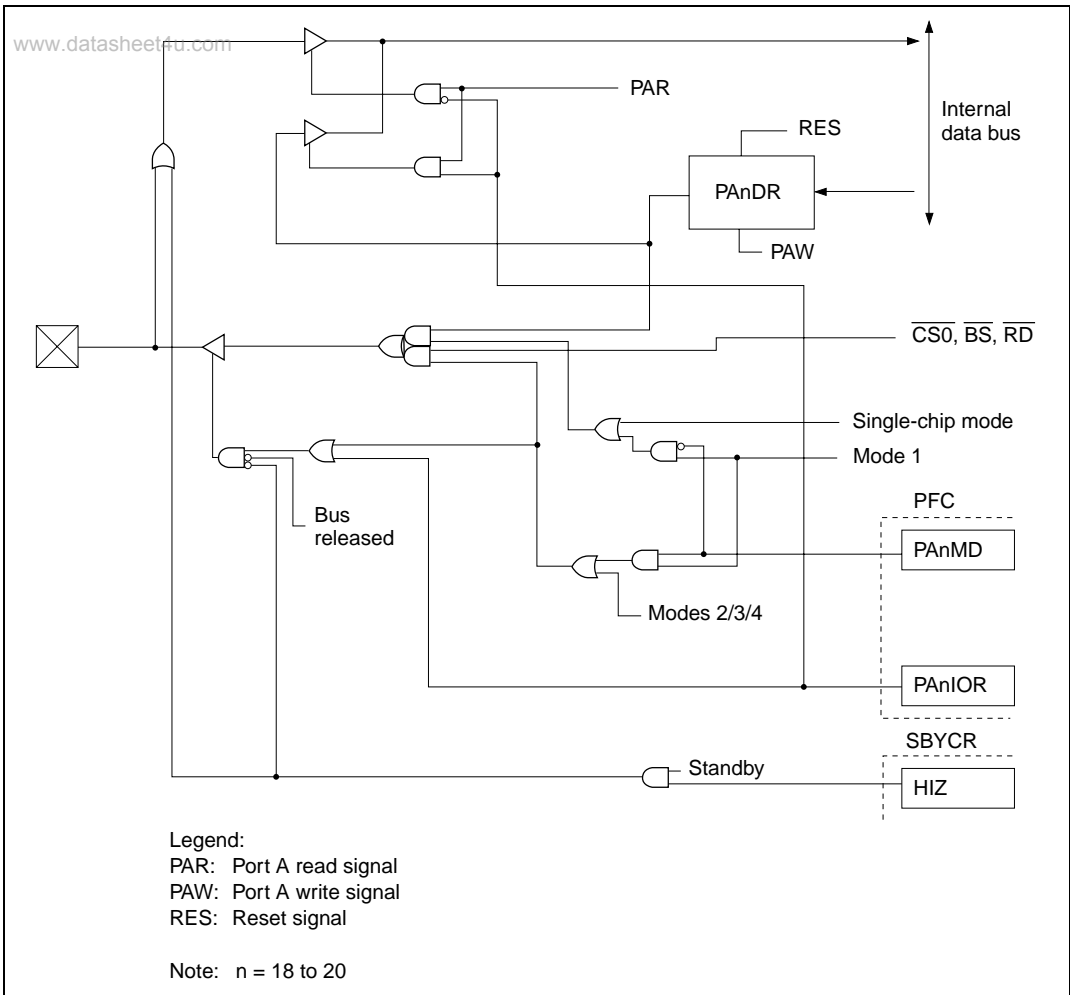 www.datasheet4u.com
PAR
Internal
data bus
RES
PAnDR
PAW
CS0, BS, RD
Single-chip mode
Mode 1
PFC
Bus
released
PAnMD
Modes 2/3/4
PAnIOR
SBYCR
Standby
HIZ
Legend:
PAR: Port A read signal
PAW: Port A write signal
RES: Reset signal
Note: n = 18 to 20